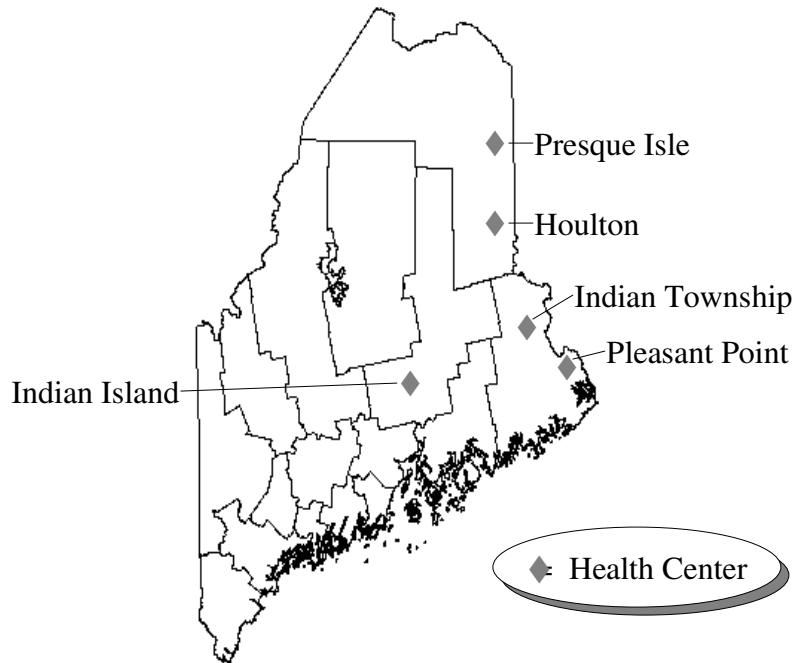 Presque Isle
Houlton
Indian Township
Pleasant Point
Indian Island
= Health Center